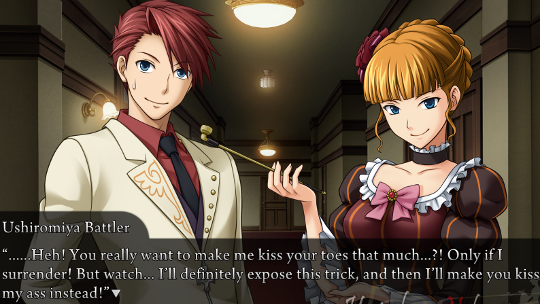 Ushiromiya Battler
“......Heh! You really want to make me kiss your toes that much...?! Only if I
surrender! But watch... I’ll definitely expose this trick, and then I’ll make you kiss
my ass instead!”